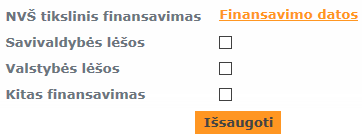 NVŠ tikslinis finansavimas Finansavimo datos
Savivaldybės lėšos
Valstybės lėšos
Kitas finansavimas
Išsaugoti